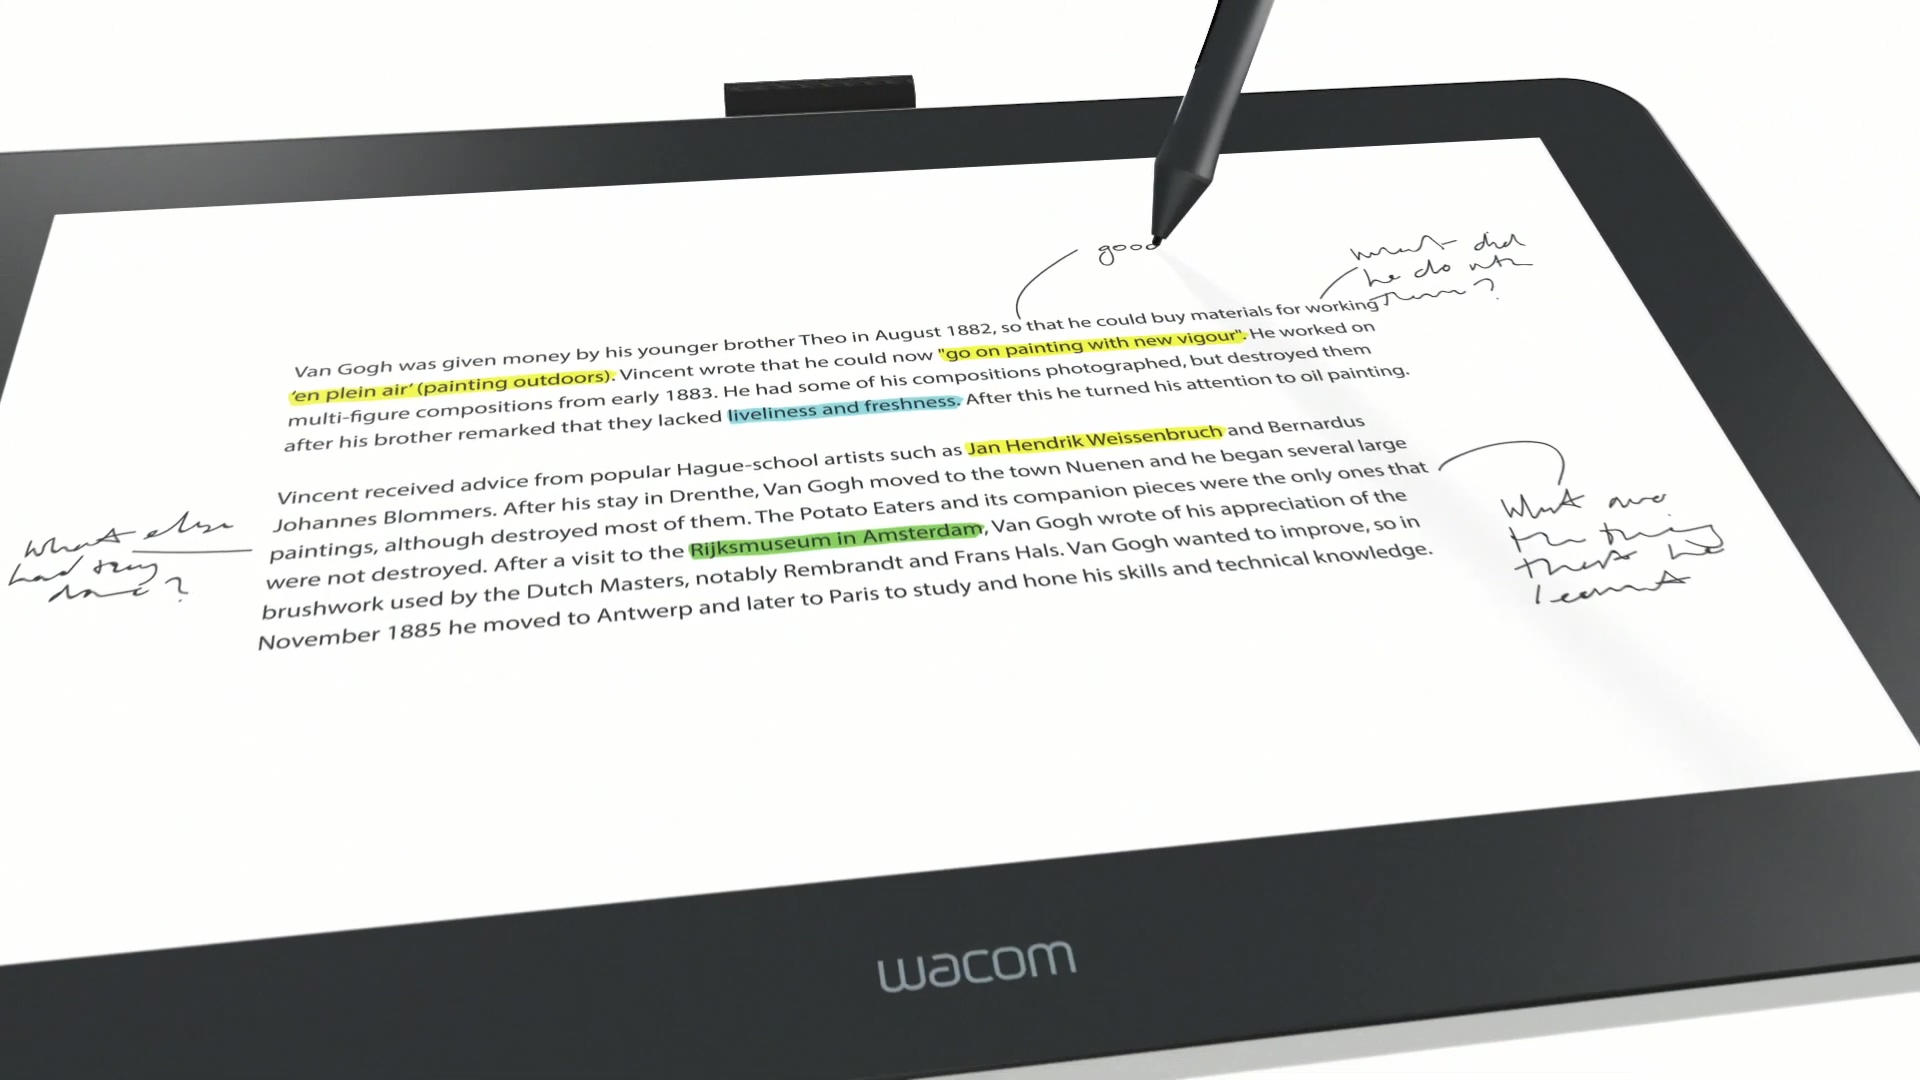 good
what did
he do with
them?
Van Gogh was given money by his younger brother Theo in August 1882, so that he could buy materials for working
‘en plein air’ (painting outdoors). Vincent wrote that he could now "go on painting with new vigour". He worked on
multi-figure compositions from early 1883. He had some of his compositions photographed, but destroyed them
after his brother remarked that they lacked liveliness and freshness. After this he turned his attention to oil painting.
Vincent received advice from popular Hague-school artists such as Jan Hendrik Weissenbruch and Bernardus
Johannes Blommers. After his stay in Drenthe, Van Gogh moved to the town Nuenen and he began several large
paintings, although destroyed most of them. The Potato Eaters and its companion pieces were the only ones that
were not destroyed. After a visit to the Rijksmuseum in Amsterdam, Van Gogh wrote of his appreciation of the
brushwork used by the Dutch Masters, notably Rembrandt and Frans Hals. Van Gogh wanted to improve, so in
November 1885 he moved to Antwerp and later to Paris to study and hone his skills and technical knowledge.
What else
had they
done?
What are
the things
that he
learnt
wacom